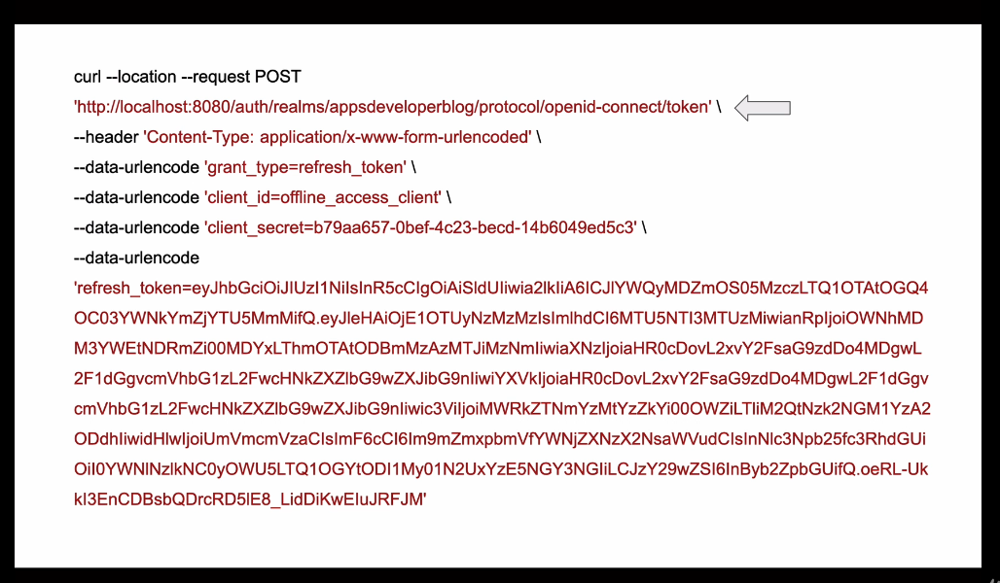 curl --location --request POST
'http://localhost:8080/auth/realms/appsdeveloperblog/protocol/openid-connect/token' \
--header 'Content-Type: application/x-www-form-urlencoded' \
--data-urlencode 'grant_type=refresh_token' \
--data-urlencode 'client_id=offline_access_client' \
--data-urlencode 'client_secret=b79aa657-0bef-4c23-becd-14b6049ed5c3' \
--data-urlencode
'refresh_token=eyJhbGciOiJIUzI1NiIsInR5cCIgOiAiSldUIiwia2lkIiA6ICJlYWQyMDZmOS05MzczLTQ1OTAtOGQ4
OC03YWNkYmZjYTU5MmMifQ.eyJleHAiOjE1OTUyNzMzMzIsImlhdCI6MTU5NTI3MTUzMiwianRpIjoiOWNhMD
M3YWEtNDRmZi00MDYxLThmOTAtODBmMzAzMTJiMzNmIiwiaXNzIjoiaHR0cDovL2xvY2FsaG9zdDo4MDgwL
2F1dGgvcmVhbG1zL2FwcHNkZXZlbG9wZXJibG9nIiwiYXVkIjoiaHR0cDovL2xvY2FsaG9zdDo4MDgwL2F1dGgv
cmVhbG1zL2FwcHNkZXZlbG9wZXJibG9nIiwic3ViIjoiMWRkZTNmYzMtYzZkYi00OWZiLTliM2QtNzk2NGM1YzA2
ODdhIiwidHlwIjoiUmVmcmVzaCIsImF6cCI6Im9mZmxpbmVfYWNjZXNzX2NsaWVudCIsInNlc3Npb25fc3RhdGUi
OiI0YWNlNzlkNC0yOWU5LTQ1OGYtODI1My01N2UxYzE5NGY3NGIiLCJzY29wZSI6InByb2ZpbGUifQ.oeRL-Uk
kI3EnCDBsbQDrcRD5lE8_LidDiKwEIuJRFJM'